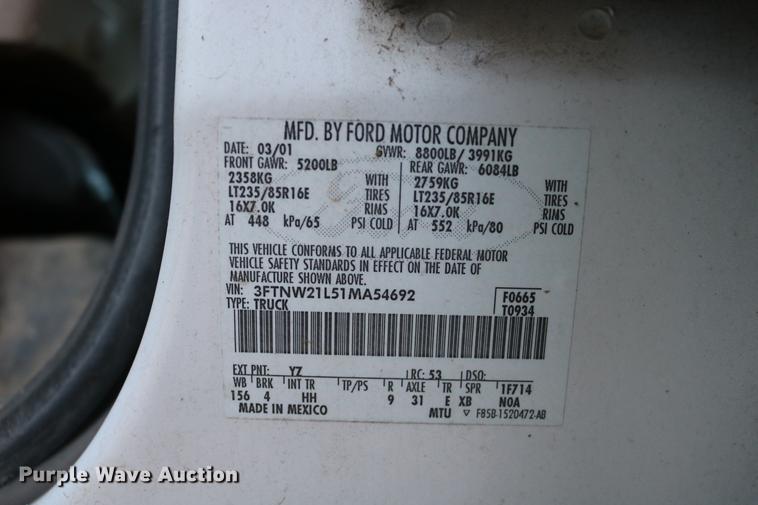 MFD. BY FORD MOTOR COMPANY
DATE: 03/01 GVWR: 8800LB/ 3991KG
FRONT GAWR: 5200LB REAR GAWR: 6084LB
2358KG WITH 2759KG WITH
LT235/85R16E TIRES LT235/85R16E TIRES
16X7.0K RIMS 16X7.0K RIMS
AT 448 kPa/65 PSI COLD AT 552 kPa/80 PSI COLD
THIS VEHICLE CONFORMS TO ALL APPLICABLE FEDERAL MOTOR
VEHICLE SAFETY STANDARDS IN EFFECT ON THE DATE OF
MANUFACTURE SHOWN ABOVE.
VIN: 3FTNW21L51MA54692 F0665
TYPE: TRUCK T0934
EXT PNT: YZ RC: 53 DSO:
WB BRK INT TR TP/PS R AXLE TR SPR 1F714
156 4 HH 9 31 E XB N0A
MADE IN MEXICO MTU ▽ F85B-1520472-AB
Purple Wave Auction